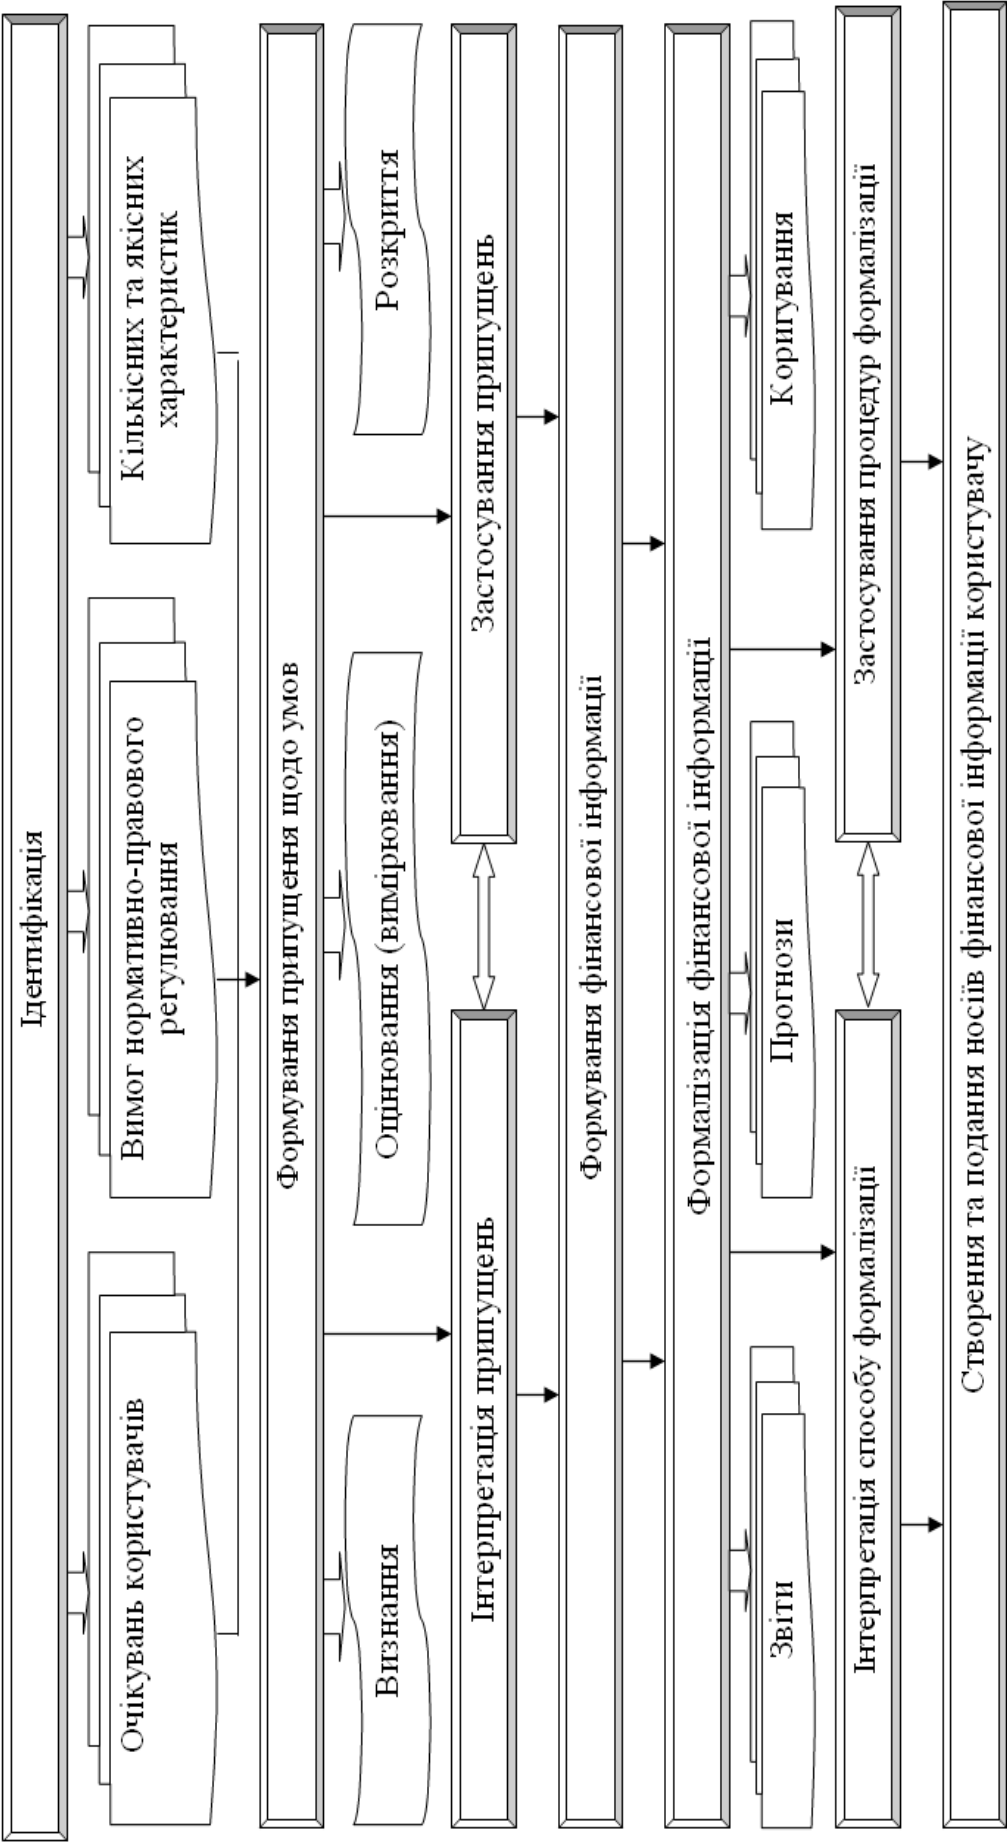 Ідентифікація
Очікувань користувачів
Вимог нормативно-правового
регулювання
Кількісних та якісних
характеристик
Формування припущення щодо умов
Визнання
Оцінювання (вимірювання)
Розкриття
Інтерпретація припущень
Застосування припущень
Формування фінансової інформації
Формалізація фінансової інформації
Звіти
Прогнози
Коригування
Інтерпретація способу формалізації
Застосування процедур формалізації
Створення та подання носіїв фінансової інформації користувачу